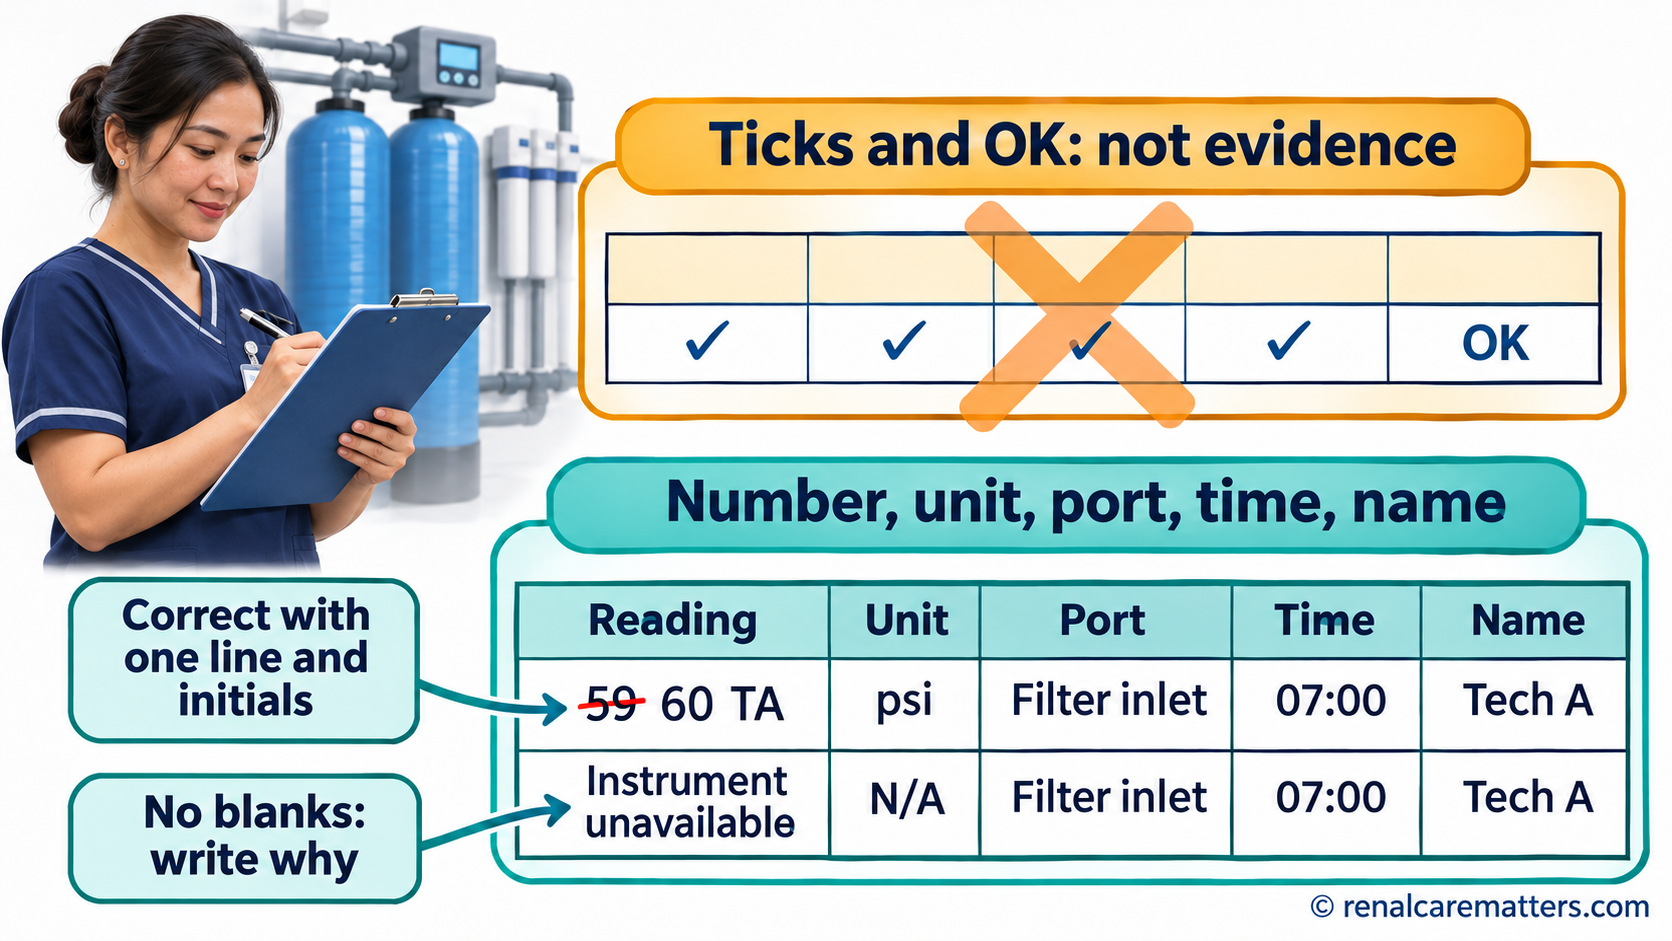 Ticks and OK: not evidence
✓ ✓ ✓ ✓ OK
Number, unit, port, time, name
Reading Unit Port Time Name
59 60 TA psi Filter inlet 07:00 Tech A
Instrument
unavailable N/A Filter inlet 07:00 Tech A
Correct with
one line and
initials
No blanks:
write why
© renalcarematters.com